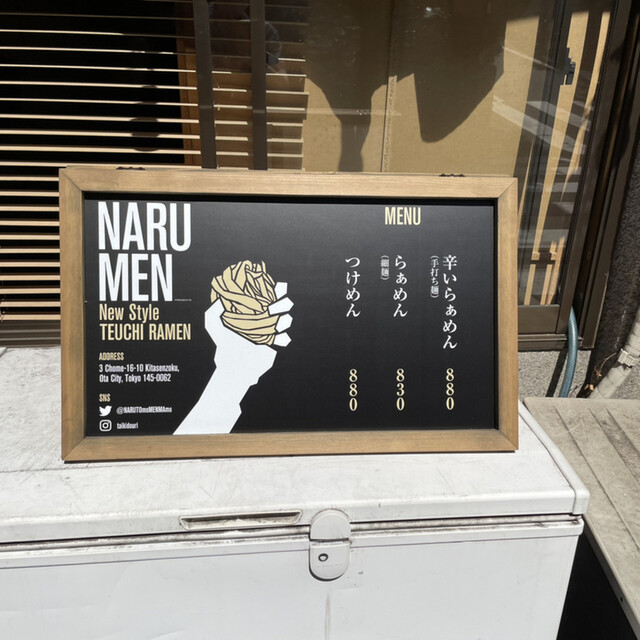 NARU
MEN
New Style
TEUCHI RAMEN
ADDRESS
3 Chome-16-10 Kitasenzoku,
Ota City, Tokyo 145-0062
SNS
@NARUTOmoMENMAmo
taikiduuri
MENU
辛いらぁめん
(手打ち麺)
880
らぁめん
(細麺)
830
つけめん
880